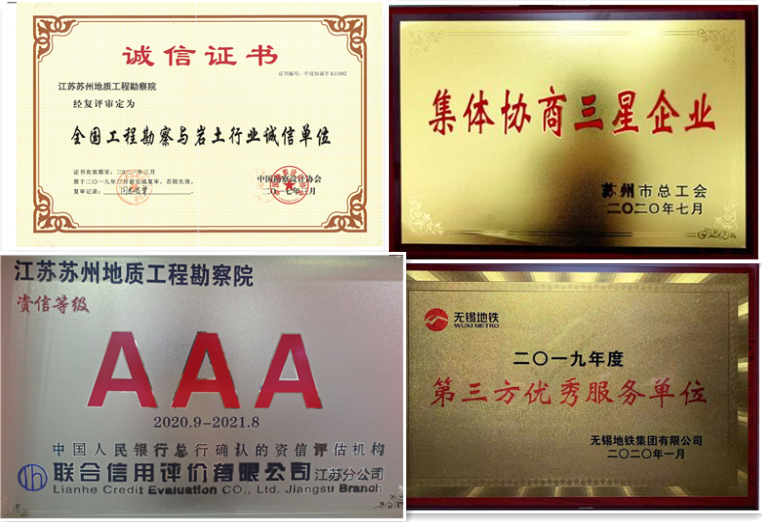 诚信证书
江苏苏州地质工程勘察院
经复评审定为
全国工程勘察与岩土行业诚信单位
中国勘察设计协会
集体协商三星企业
苏州市总工会
二〇二〇年七月
江苏苏州地质工程勘察院
资信等级
AAA
2020.9-2021.8
中国人民银行总行确认的资信评估机构
联合信用评价有限公司江苏分公司
Lianhe Credit Evaluation CO., Ltd. Jiangsu Branch
无锡地铁
WUXI METRO
二〇一九年度
第三方优秀服务单位
无锡地铁集团有限公司
二〇二〇年一月